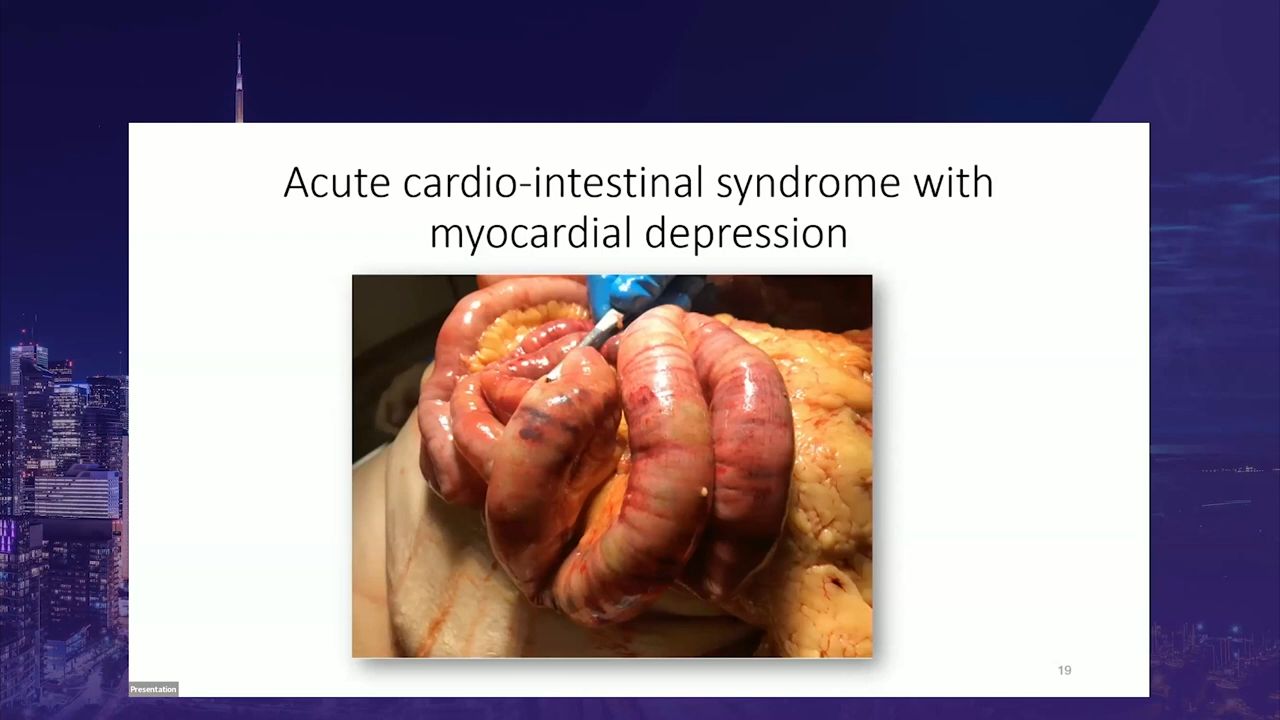 Acute cardio-intestinal syndrome with
myocardial depression
19
Presentation